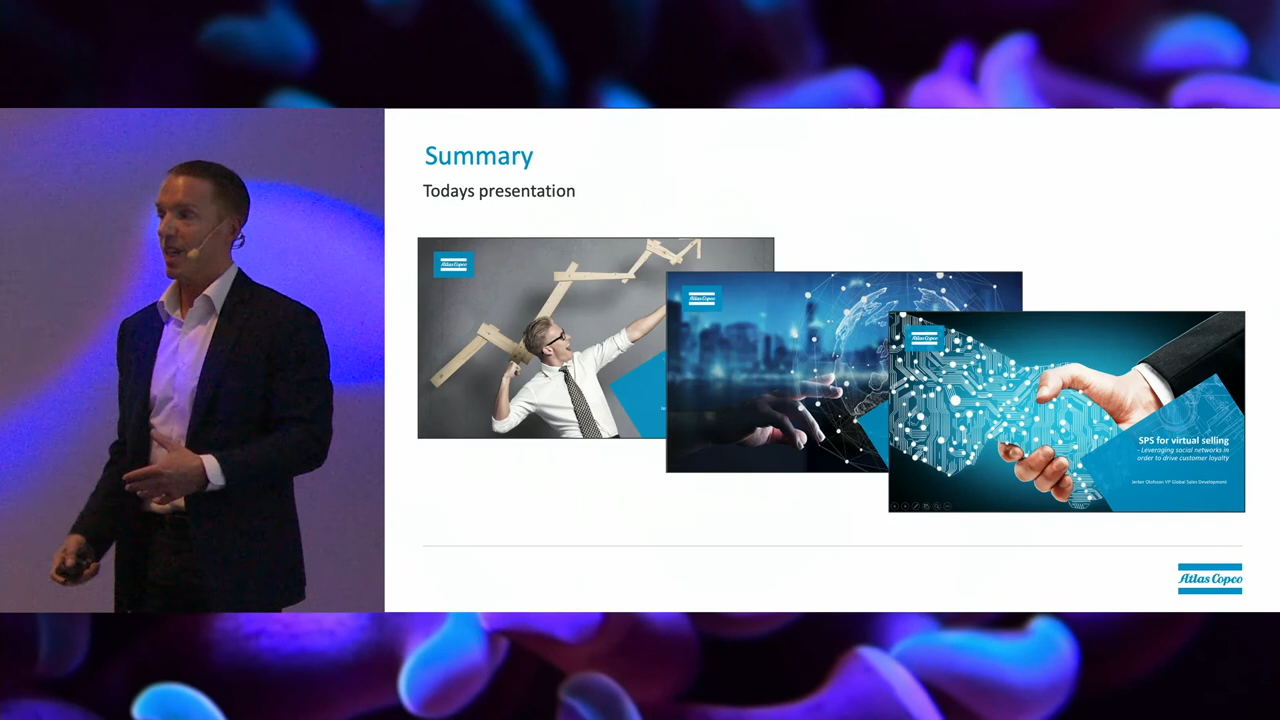 Summary
Todays presentation
Atlas Copco
Atlas Copco
Atlas Copco
SPS for virtual selling
- Leveraging social networks in
order to drive customer loyalty
Jerker Olofsson VP Global Sales Development
Atlas Copco